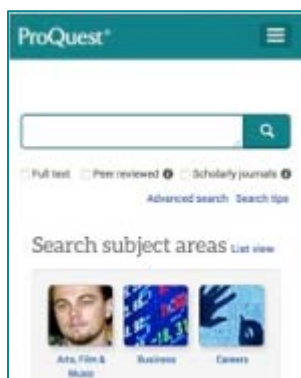 ProQuest®
Full text Peer reviewed Scholarly journals
Advanced search Search tips
Search subject areas List view
Arts, Film &
Music
Business
Careers